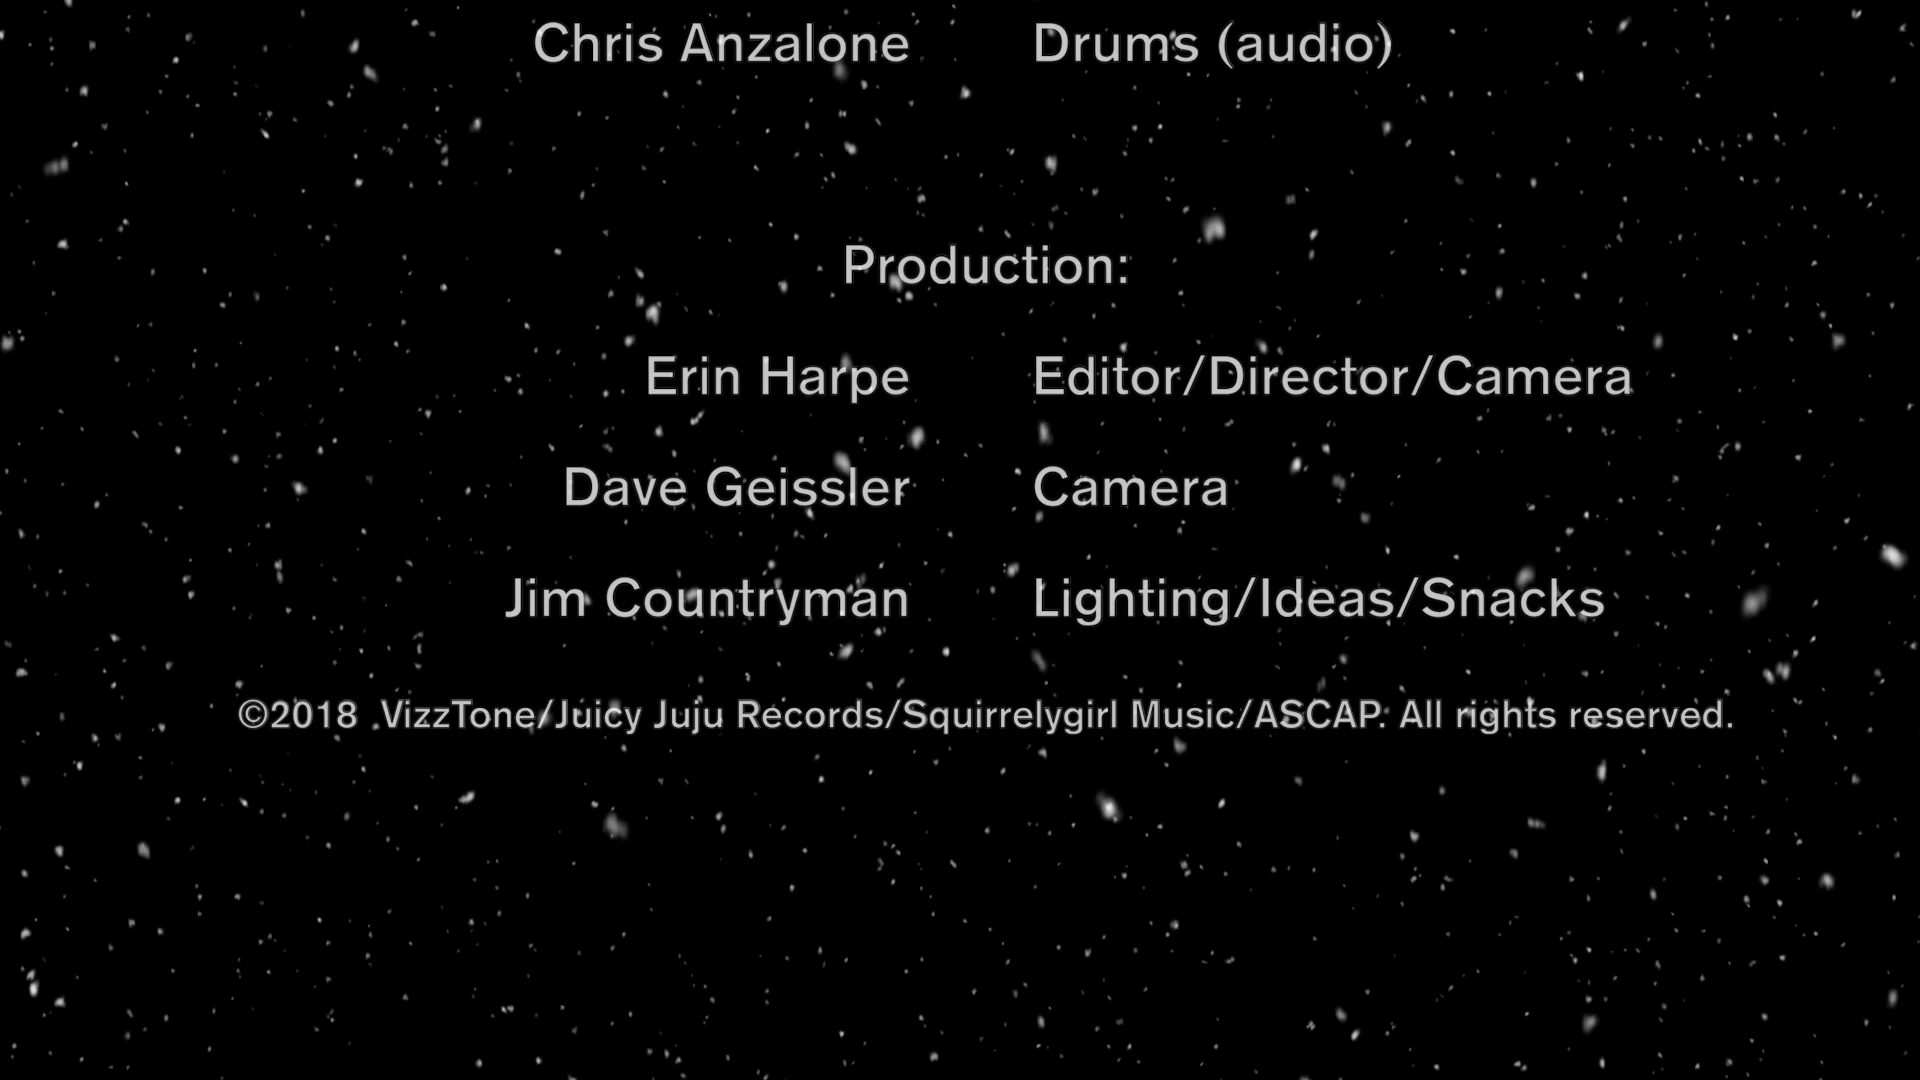 Chris Anzalone Drums (audio)
Production:
Erin Harpe Editor/Director/Camera
Dave Geissler Camera
Jim Countryman Lighting/Ideas/Snacks
©2018 VizzTone/Juicy Juju Records/Squirrelygirl Music/ASCAP. All rights reserved.